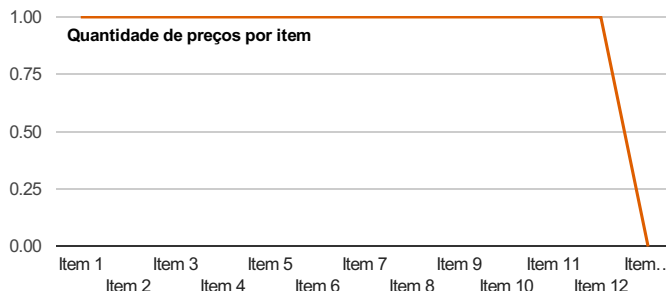 1.00
Quantidade de preços por item
0.75
0.50
0.25
0.00
Item 1 Item 3 Item 5 Item 7 Item 9 Item 11 Item…
Item 2 Item 4 Item 6 Item 8 Item 10 Item 12